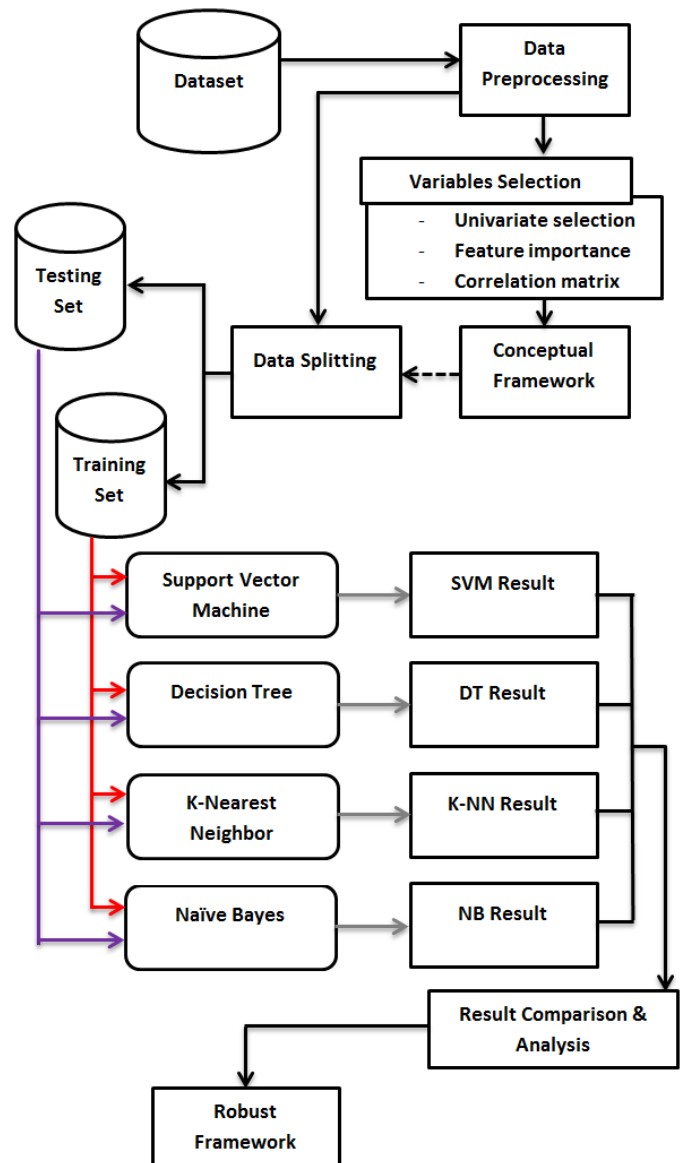 Dataset
Data
Preprocessing
Variables Selection
- Univariate selection
- Feature importance
- Correlation matrix
Testing
Set
Data Splitting
Conceptual
Framework
Training
Set
Support Vector
Machine
SVM Result
Decision Tree
DT Result
K-Nearest
Neighbor
K-NN Result
Naïve Bayes
NB Result
Result Comparison &
Analysis
Robust
Framework